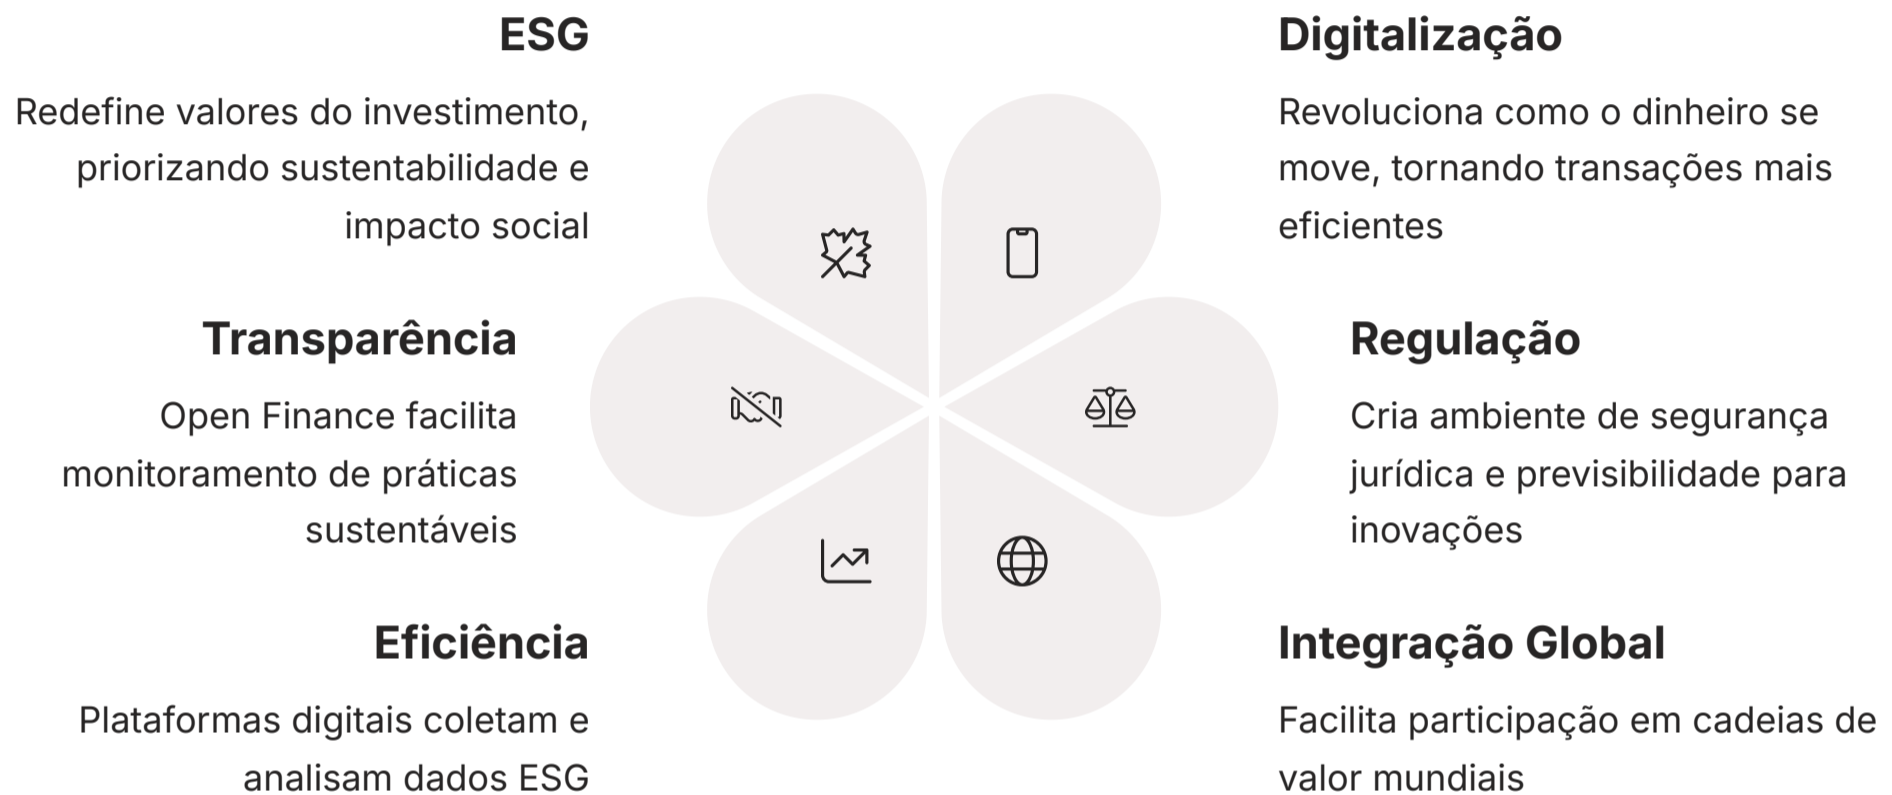 ESG
Redefine valores do investimento,
priorizando sustentabilidade e
impacto social
Digitalização
Revoluciona como o dinheiro se
move, tornando transações mais
eficientes
Transparência
Open Finance facilita
monitoramento de práticas
sustentáveis
Regulação
Cria ambiente de segurança
jurídica e previsibilidade para
inovações
Eficiência
Plataformas digitais coletam e
analisam dados ESG
Integração Global
Facilita participação em cadeias de
valor mundiais